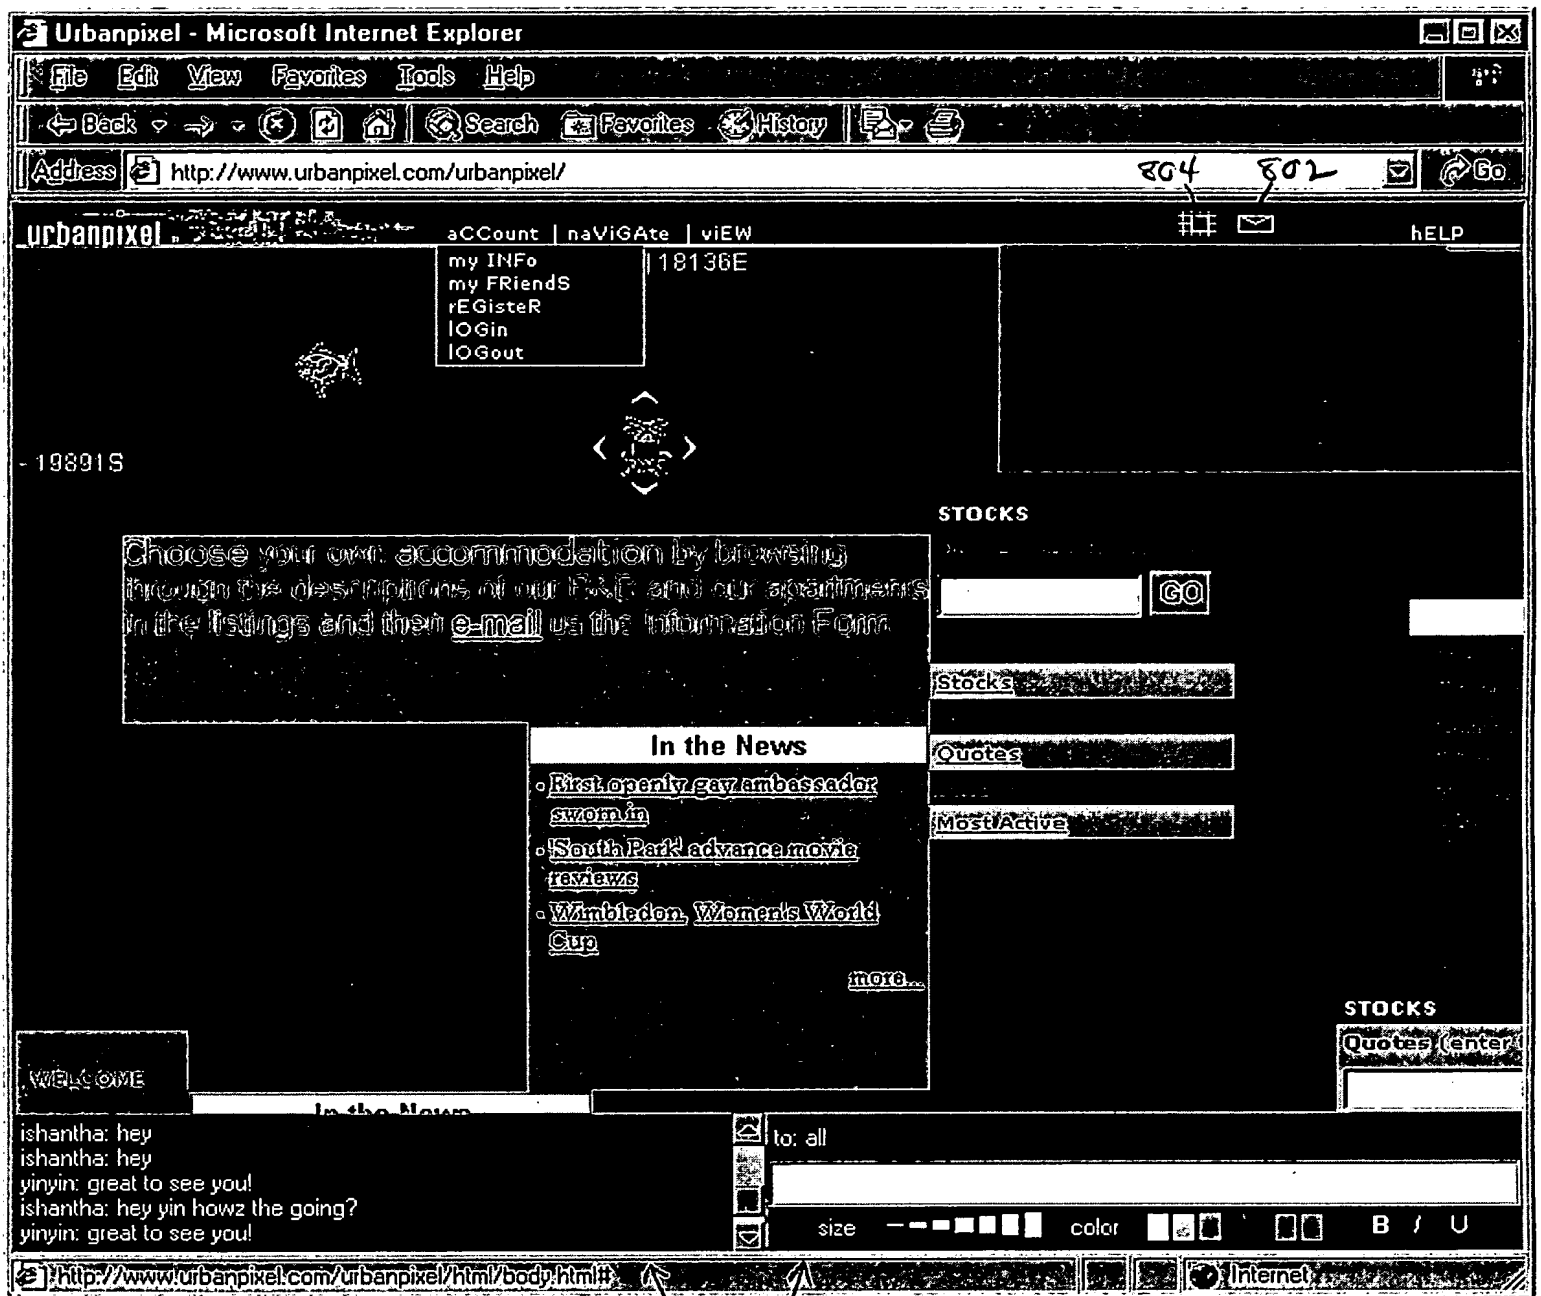 Urbanpixel - Microsoft Internet Explorer
File Edit View Favorites Tools Help
Back Search Favorites History
Address http://www.urbanpixel.com/urbanpixel/ 804 802 Go
urbanpixel aCCount | naViGAte | viEW hELP
my INFo
my FRiendS
rEGisteR
lOGin
lOGout
|18136E
- 19891S
STOCKS
GO
Choose your own accommodation by browsing
through the descriptions of our B&B and our apartments
in the listings and then e-mail us the Information Form
Stocks
Quotes
Most Active
In the News
First openly gay ambassador
sworn in
'South Park' advance movie
reviews
Wimbledon, Women's World
Cup
more...
STOCKS
Quotes (enter
WELCOME
In the News
ishantha: hey
ishantha: hey
yinyin: great to see you!
ishantha: hey yin howz the going?
yinyin: great to see you!
to: all
size color B I U
http://www.urbanpixel.com/urbanpixel/html/body.html# Internet